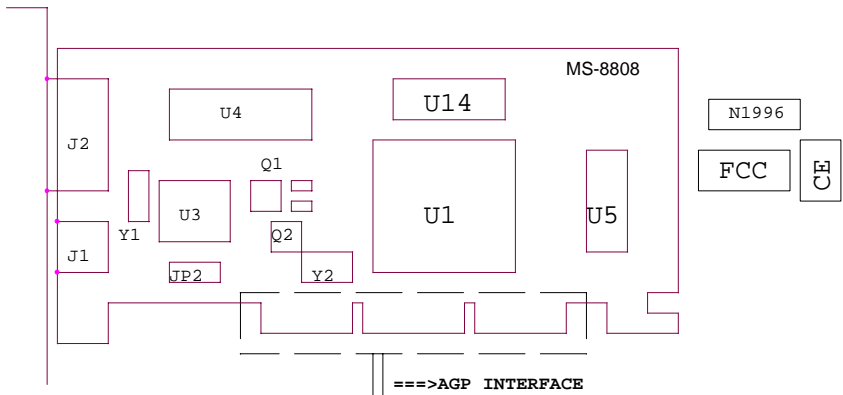 MS-8808
U14
U4
N1996
J2
Q1
FCC
CE
U3
U1
U5
Y1
Q2
J1
JP2
Y2
===>AGP INTERFACE